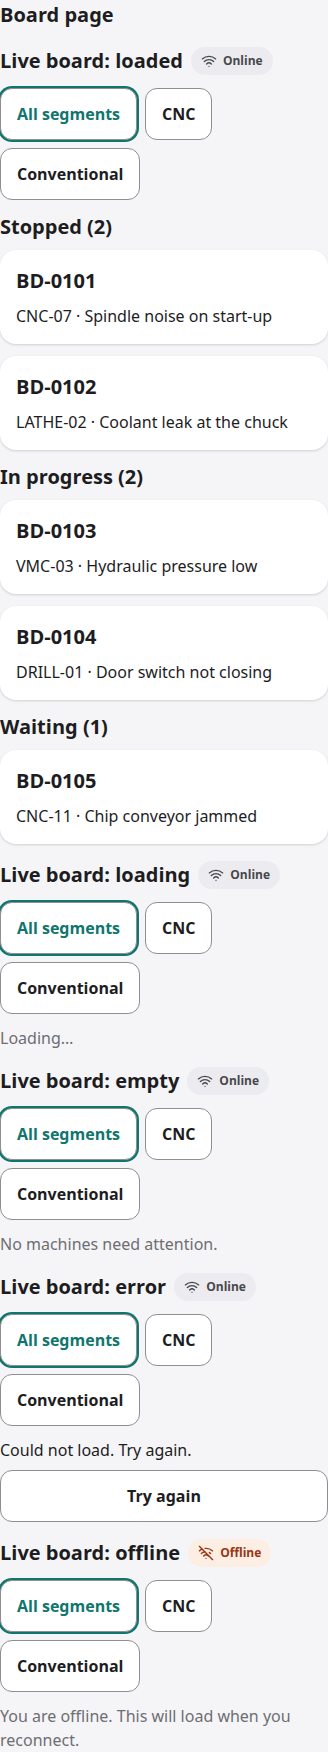 Board page
Live board: loaded Online
All segments CNC
Conventional
Stopped (2)
BD-0101
CNC-07 · Spindle noise on start-up
BD-0102
LATHE-02 · Coolant leak at the chuck
In progress (2)
BD-0103
VMC-03 · Hydraulic pressure low
BD-0104
DRILL-01 · Door switch not closing
Waiting (1)
BD-0105
CNC-11 · Chip conveyor jammed
Live board: loading Online
All segments CNC
Conventional
Loading...
Live board: empty Online
All segments CNC
Conventional
No machines need attention.
Live board: error Online
All segments CNC
Conventional
Could not load. Try again.
Try again
Live board: offline Offline
All segments CNC
Conventional
You are offline. This will load when you
reconnect.